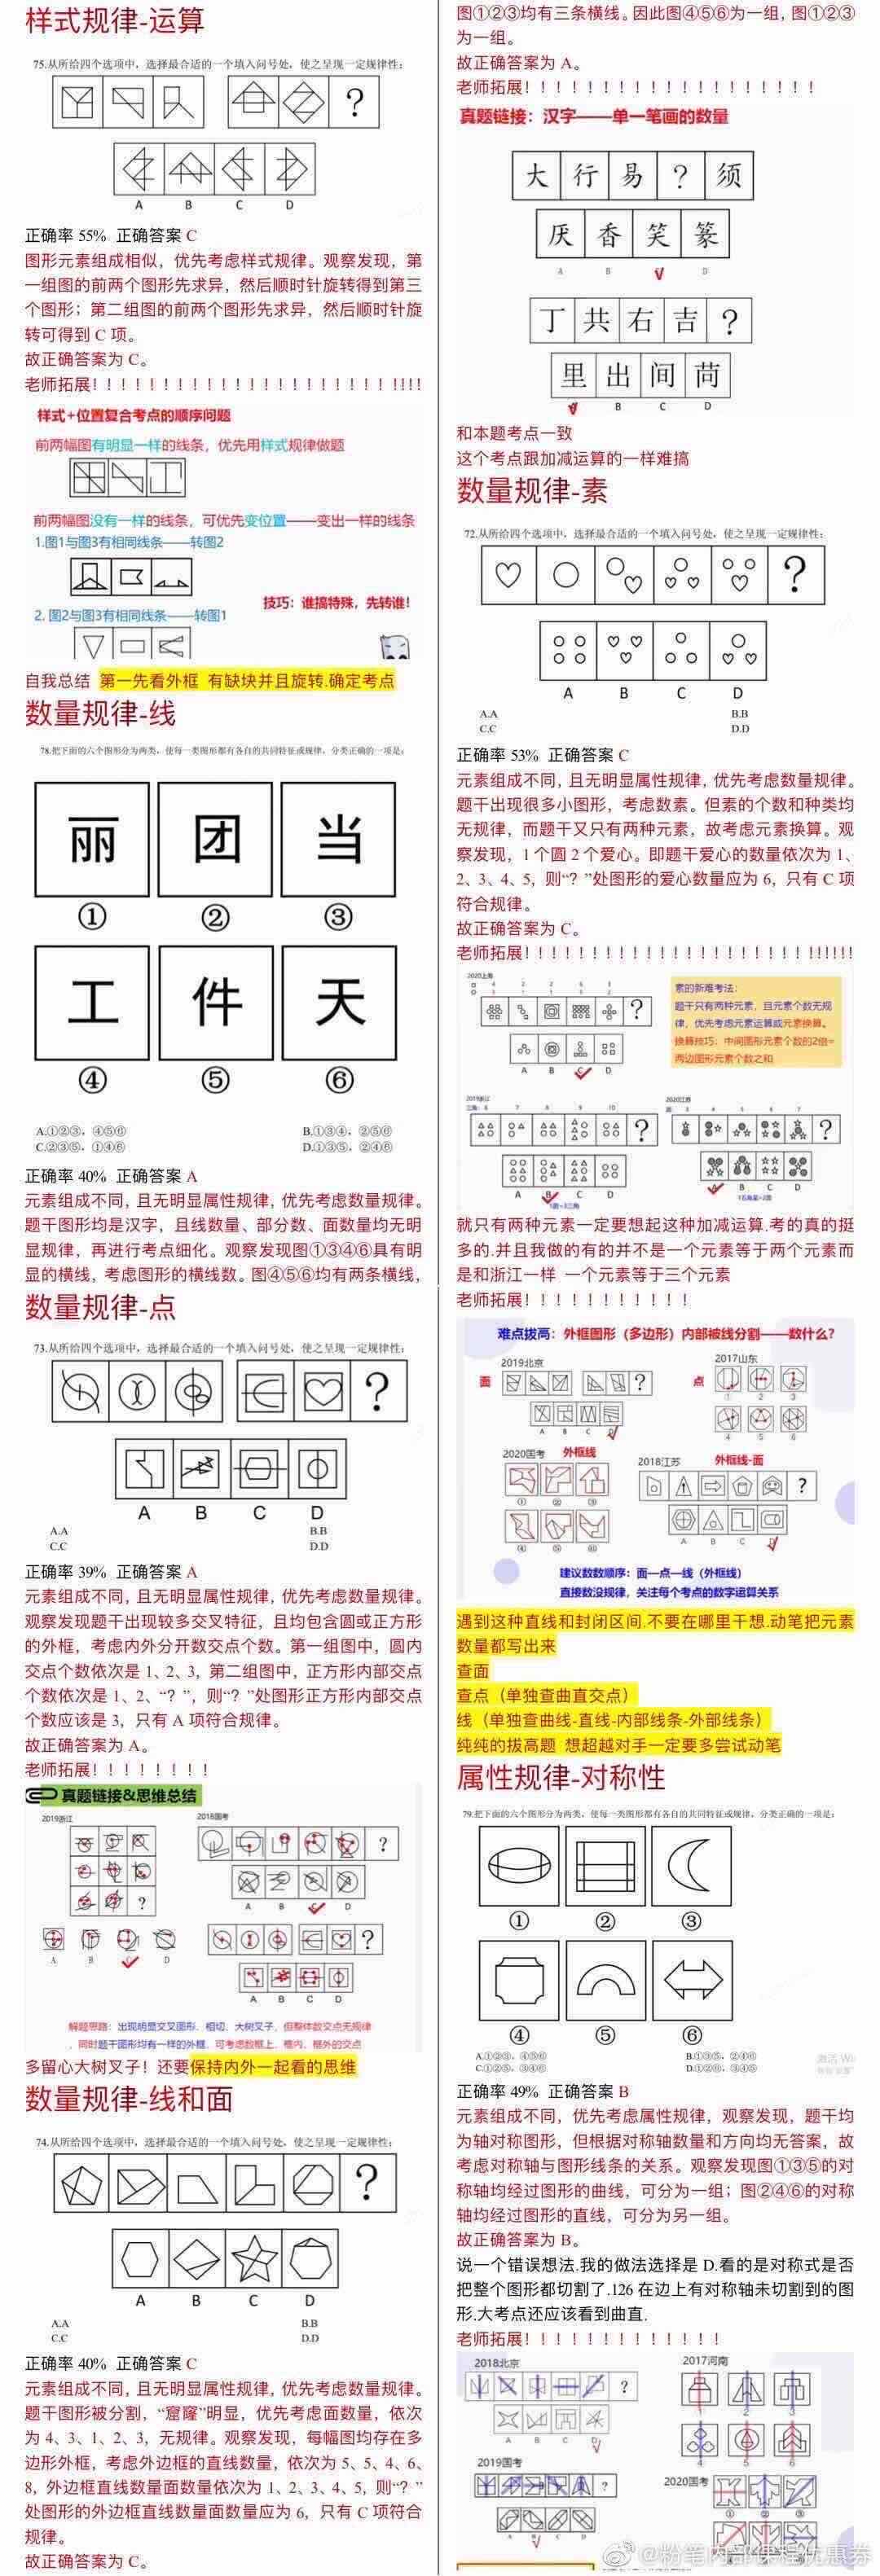 样式规律-运算
75.从所给四个选项中，选择最合适的一个填入问号处，使之呈现一定规律性：
?
A B C D
正确率 55% 正确答案 C
图形元素组成相似，优先考虑样式规律。观察发现，第
一组图的前两个图形先求异，然后顺时针旋转得到第三
个图形；第二组图的前两个图形先求异，然后顺时针旋
转可得到 C 项。
故正确答案为 C。
老师拓展！！！！！！！！！！！！！！！！！！！！！！！!!!!
样式+位置复合考点的顺序问题
前两幅图有明显一样的线条，优先用样式规律做题
前两幅图没有一样的线条，可优先变位置——变出一样的线条
1.图1与图3有相同线条——转图2
技巧：谁搞特殊，先转谁！
2. 图2与图3有相同线条——转图1
自我总结 第一先看外框 有缺块并且旋转.确定考点
数量规律-线
78.把下面的六个图形分为两类，使每一类图形都有各自的共同特征或规律，分类正确的一项是：
丽 团 当
① ② ③
工 件 天
④ ⑤ ⑥
A.①②③，④⑤⑥ B.①③④，②⑤⑥
C.②③⑤，①④⑥ D.①③⑤，②④⑥
正确率 40% 正确答案 A
元素组成不同，且无明显属性规律，优先考虑数量规律。
题干图形均是汉字，且线数量、部分数、面数量均无明
显规律，再进行考点细化。观察发现图①③④⑥具有明
显的横线，考虑图形的横线数。图④⑤⑥均有两条横线，
数量规律-点
73.从所给四个选项中，选择最合适的一个填入问号处，使之呈现一定规律性：
?
A B C D
A.A B.B
C.C D.D
正确率 39% 正确答案 A
元素组成不同，且无明显属性规律，优先考虑数量规律。
观察发现题干出现较多交叉特征，且均包含圆或正方形
的外框，考虑内外分开数交点个数。第一组图中，圆内
交点个数依次是 1、2、3，第二组图中，正方形内部交点
个数依次是 1、2、“？”，则“？”处图形正方形内部交点
个数应该是 3，只有 A 项符合规律。
故正确答案为 A。
老师拓展！！！！！！！！
真题链接&思维总结
2019浙江 2018国考
?
A B C D
?
A B C D
?
A B C D
解题思路：出现明显交叉图形、相切、大树叉子，但整体数交点无规律
，同时题干图形均有一样的外框，可考虑数框上、框内、框外的交点
多留心大树叉子！还要保持内外一起看的思维
数量规律-线和面
74.从所给四个选项中，选择最合适的一个填入问号处，使之呈现一定规律性：
?
A B C D
A.A B.B
C.C D.D
正确率 40% 正确答案 C
元素组成不同，且无明显属性规律，优先考虑数量规律。
题干图形被分割，“窟窿”明显，优先考虑面数量，依次
为 4、3、1、2、3，无规律。观察发现，每幅图均存在多
边形外框，考虑外边框的直线数量，依次为 5、5、4、6、
8，外边框直线数量面数量依次为 1、2、3、4、5，则“？”
处图形的外边框直线数量面数量应为 6，只有 C 项符合
规律。
故正确答案为 C。
图①②③均有三条横线。因此图④⑤⑥为一组，图①②③
为一组。
故正确答案为 A。
老师拓展！！！！！！！！！！！！！！！！！！！
真题链接：汉字——单一笔画的数量
大 行 易 ? 须
厌 香 笑 篆
A B D
丁 共 右 吉 ?
里 出 间 苘
B C D
和本题考点一致
这个考点跟加减运算的一样难搞
数量规律-素
72.从所给四个选项中，选择最合适的一个填入问号处，使之呈现一定规律性：
?
A B C D
A.A B.B
C.C D.D
正确率 53% 正确答案 C
元素组成不同，且无明显属性规律，优先考虑数量规律。
题干出现很多小图形，考虑数素。但素的个数和种类均
无规律，而题干又只有两种元素，故考虑元素换算。观
察发现，1 个圆 2 个爱心。即题干爱心的数量依次为 1、
2、3、4、5，则“？”处图形的爱心数量应为 6，只有 C 项
符合规律。
故正确答案为 C。
老师拓展！！！！！！！！！！！！！！！！！！！！！！!!!!!!
2020上海
?
A B C D
素的新难考法：
题干只有两种元素，且元素个数无规
律，优先考虑元素运算或元素换算。
换算技巧：中间图形元素个数的2倍=
两边图形元素个数之和
2019浙江 2020江苏
三角：6 7 8 9 10
3 4 5 6 7
? ?
A B C D
B C D
就只有两种元素一定要想起这种加减运算.考的真的挺
多的.并且我做的有的并不是一个元素等于两个元素而
是和浙江一样 一个元素等于三个元素
老师拓展！！！！！！！！！！！
难点拔高：外框图形（多边形）内部被线分割——数什么？
2019北京 2017山东
面 ? 点
① ② ③
A B C D
④ ⑤ ⑥
2020国考 外框线 2018江苏 外框线-面
?
① ② ③
④ ⑤ ⑥
A B C D
建议数数顺序：面—点—线（外框线）
直接数没规律，关注每个考点的数字运算关系
遇到这种直线和封闭区间.不要在哪里干想.动笔把元素
数量都写出来
查面
查点（单独查曲直交点）
线（单独查曲线-直线-内部线条-外部线条）
纯纯的拔高题 想超越对手一定要多尝试动笔
属性规律-对称性
79.把下面的六个图形分为两类，使每一类图形都有各自的共同特征或规律，分类正确的一项是：
① ② ③
④ ⑤ ⑥
A.①②③，④⑤⑥ B.①③⑤，②④⑥
C.①②⑤，③④⑥ D.①②⑥，③④⑤
正确率 49% 正确答案 B
元素组成不同，优先考虑属性规律，观察发现，题干均
为轴对称图形，但根据对称轴数量和方向均无答案，故
考虑对称轴与图形线条的关系。观察发现图①③⑤的对
称轴均经过图形的曲线，可分为一组；图②④⑥的对称
轴均经过图形的直线，可分为另一组。
故正确答案为 B。
说一个错误想法.我的做法选择是 D.看的是对称式是否
把整个图形都切割了.126 在边上有对称轴未切割到的图
形.大考点还应该看到曲直.
老师拓展！！！！！！！！！！！！！
2018北京 2017河南
?
1 2 3
A B C D
4 5 6
2019国考 2020国考
?
① ② ③
@粉笔内部课程优惠券